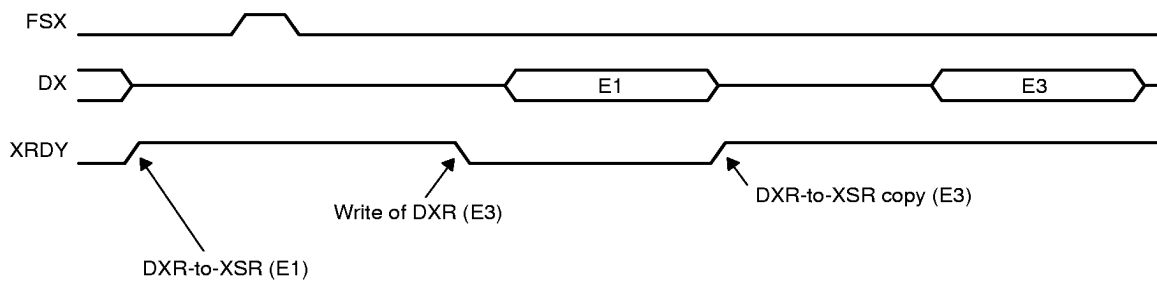 FSX
DX
E1
E3
XRDY
Write of DXR (E3)
DXR-to-XSR copy (E3)
DXR-to-XSR (E1)